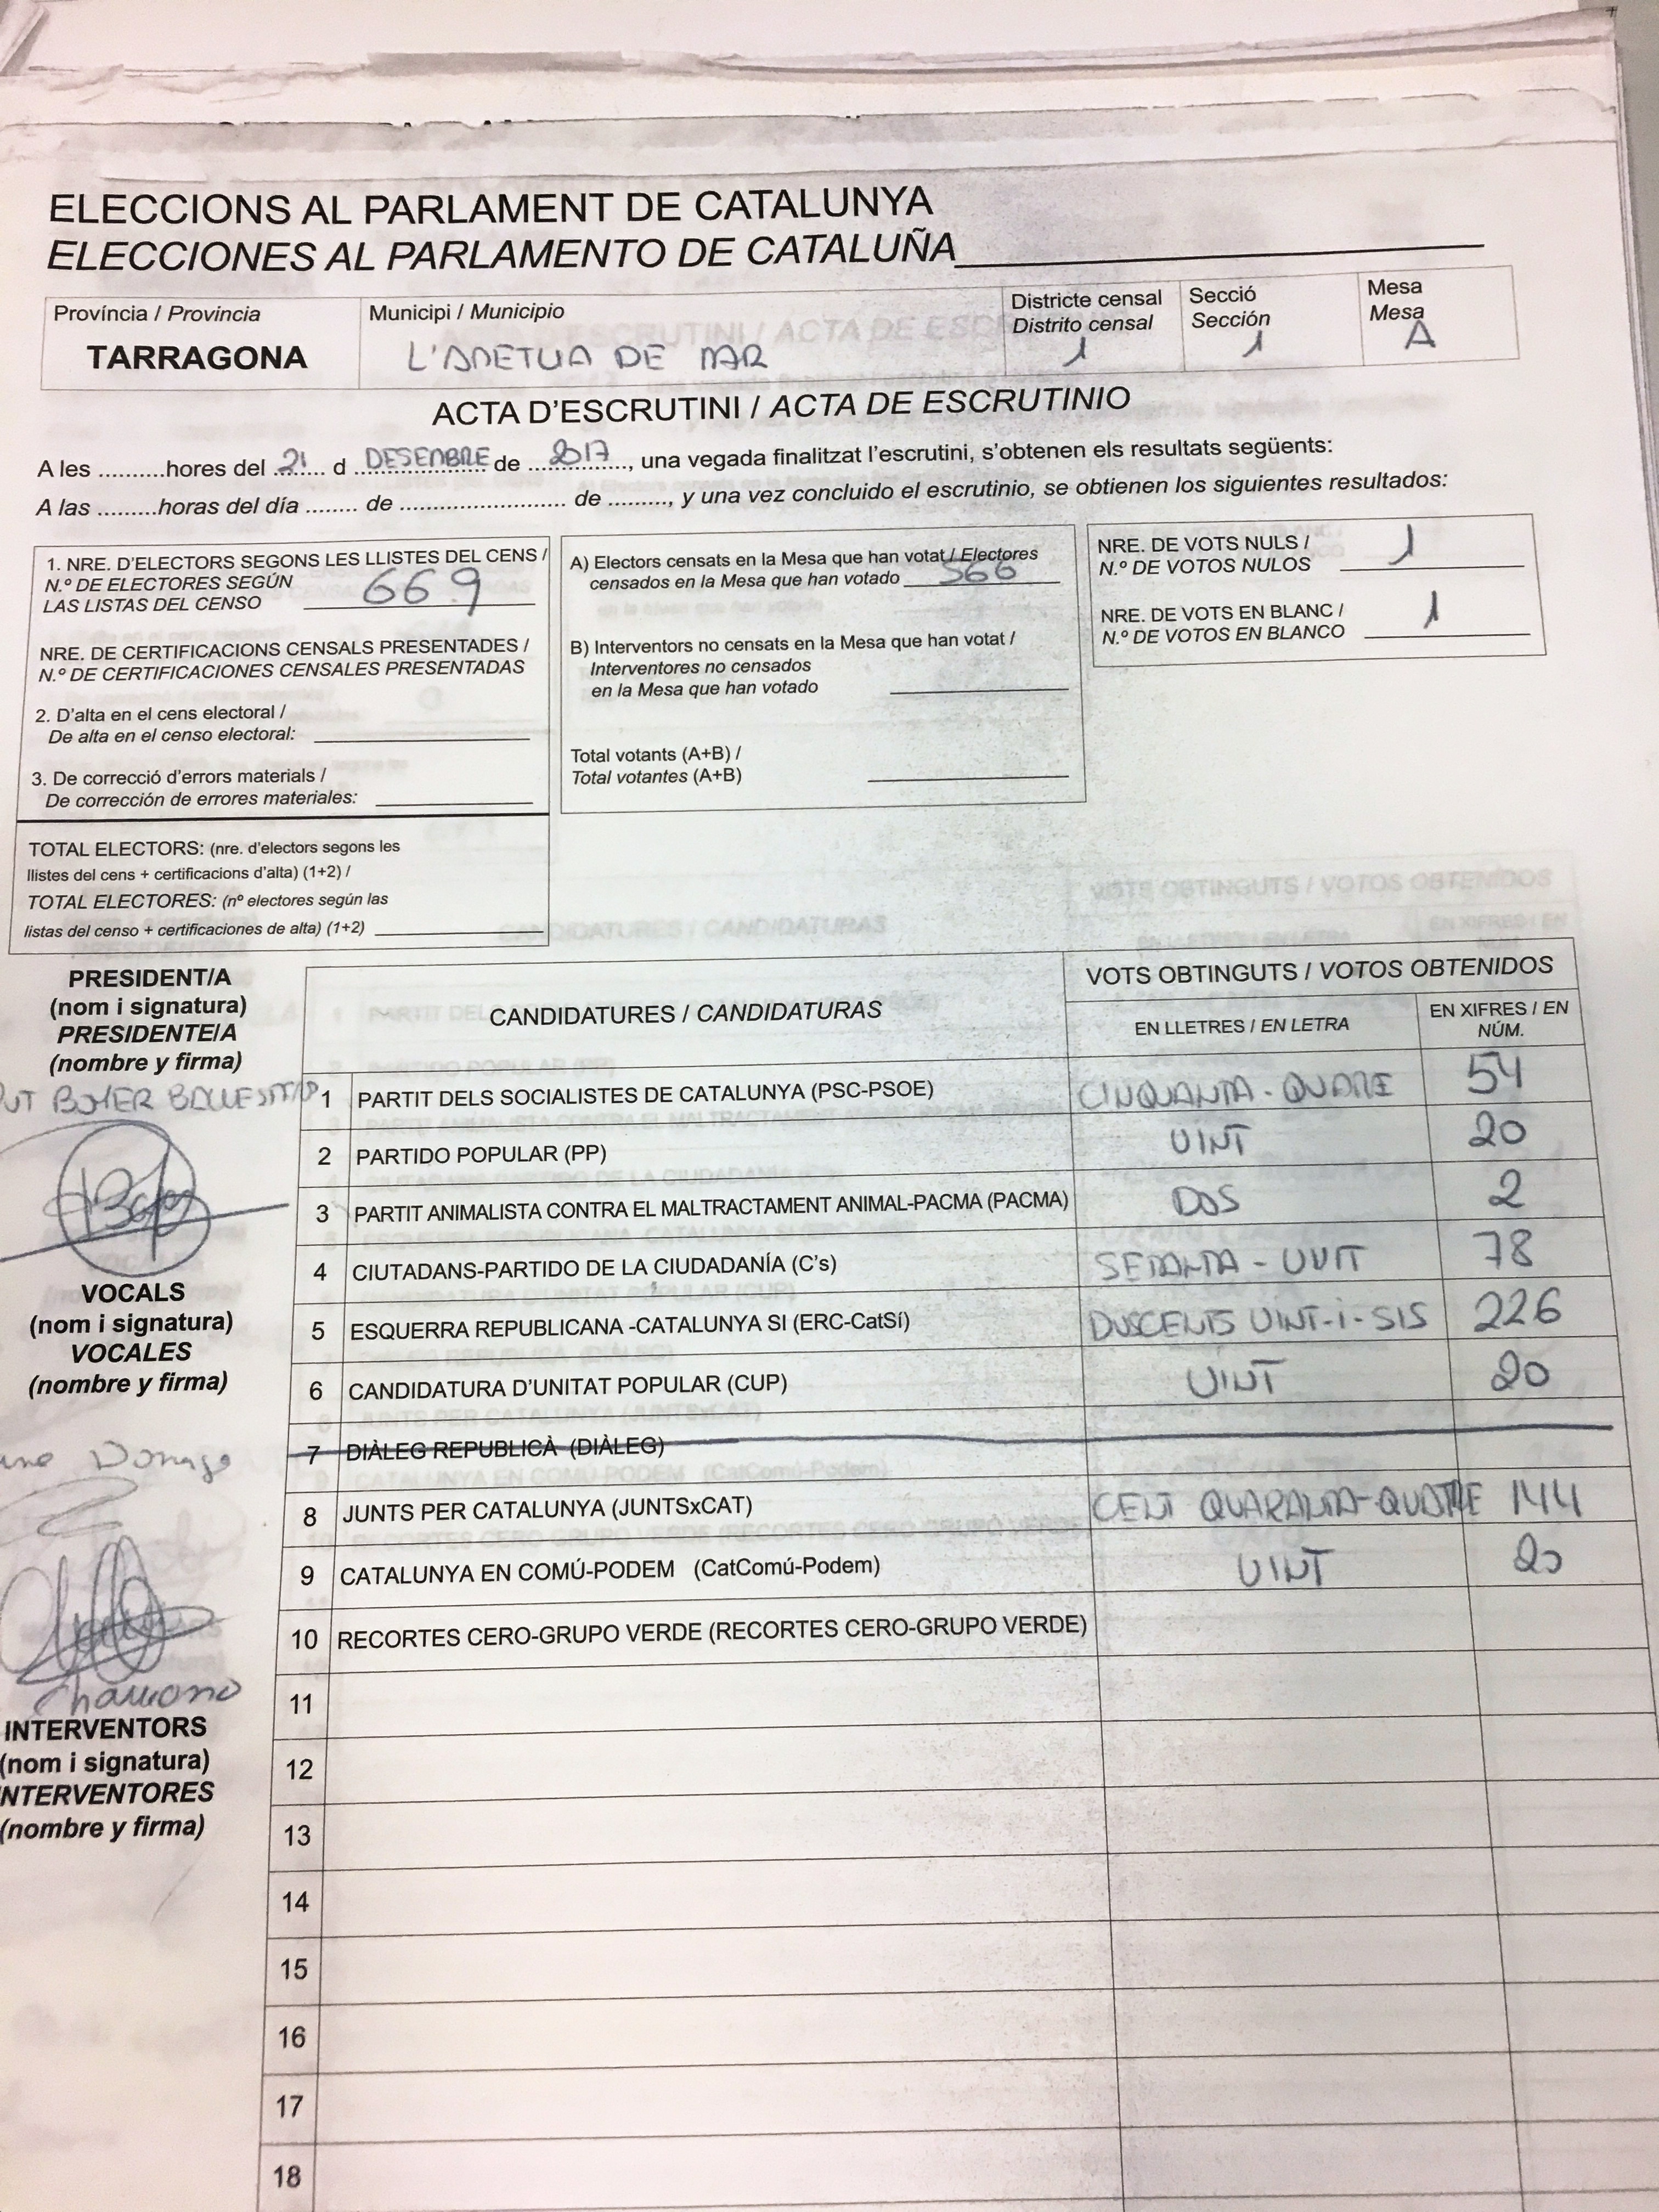 ELECCIONS AL PARLAMENT DE CATALUNYA
ELECCIONES AL PARLAMENTO DE CATALUÑA
Província / Provincia
TARRAGONA
Municipi / Municipio
L'AMETLLA DE MAR
Districte censal
Distrito censal
1
Secció
Sección
1
Mesa
Mesa
A
ACTA D'ESCRUTINI / ACTA DE ESCRUTINIO
A les ..........hores del 21 d DESEMBRE de 2017, una vegada finalitzat l'escrutini, s'obtenen els resultats següents:
A las .........horas del día ........ de ......................... de ........., y una vez concluido el escrutinio, se obtienen los siguientes resultados:
1. NRE. D'ELECTORS SEGONS LES LLISTES DEL CENS /
N.º DE ELECTORES SEGÚN
LAS LISTAS DEL CENSO 669
NRE. DE CERTIFICACIONS CENSALS PRESENTADES /
N.º DE CERTIFICACIONES CENSALES PRESENTADAS
2. D'alta en el cens electoral /
De alta en el censo electoral:
3. De correcció d'errors materials /
De corrección de errores materiales:
TOTAL ELECTORS: (nre. d'electors segons les
llistes del cens + certificacions d'alta) (1+2) /
TOTAL ELECTORES: (nº electores según las
listas del censo + certificaciones de alta) (1+2)
A) Electors censats en la Mesa que han votat / Electores
censados en la Mesa que han votado 566
B) Interventors no censats en la Mesa que han votat /
Interventores no censados
en la Mesa que han votado
Total votants (A+B) /
Total votantes (A+B)
NRE. DE VOTS NULS /
N.º DE VOTOS NULOS 1
NRE. DE VOTS EN BLANC /
N.º DE VOTOS EN BLANCO 1
PRESIDENT/A
(nom i signatura)
PRESIDENTE/A
(nombre y firma)
BOYER
VOCALS
(nom i signatura)
VOCALES
(nombre y firma)
INTERVENTORS
(nom i signatura)
INTERVENTORES
(nombre y firma)
CANDIDATURES / CANDIDATURAS
VOTS OBTINGUTS / VOTOS OBTENIDOS
EN LLETRES / EN LETRA
EN XIFRES / EN
NÚM.
1 PARTIT DELS SOCIALISTES DE CATALUNYA (PSC-PSOE) CINQUANTA-QUATRE 54
2 PARTIDO POPULAR (PP) VINT 20
3 PARTIT ANIMALISTA CONTRA EL MALTRACTAMENT ANIMAL-PACMA (PACMA) DOS 2
4 CIUTADANS-PARTIDO DE LA CIUDADANÍA (C's) SETANTA-VUIT 78
5 ESQUERRA REPUBLICANA -CATALUNYA SI (ERC-CatSí) DUSCENTS VINT-I-SIS 226
6 CANDIDATURA D'UNITAT POPULAR (CUP) VINT 20
7 DIÀLEG REPUBLICÀ (DIÀLEG)
8 JUNTS PER CATALUNYA (JUNTSxCAT) CENT QUARANTA-QUATRE 144
9 CATALUNYA EN COMÚ-PODEM (CatComú-Podem) VINT 20
10 RECORTES CERO-GRUPO VERDE (RECORTES CERO-GRUPO VERDE)
11
12
13
14
15
16
17
18